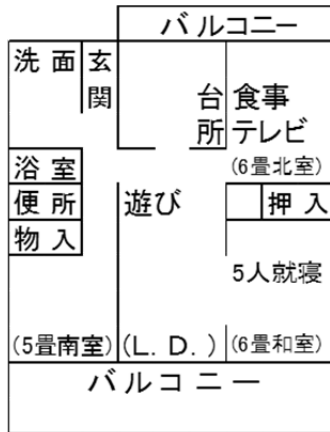 バルコニー
洗面
玄関
台所
食事
テレビ
(6畳北室)
浴室
便所
物入
遊び
押入
5人就寝
(5畳南室)
(L.D.)
(6畳和室)
バルコニー